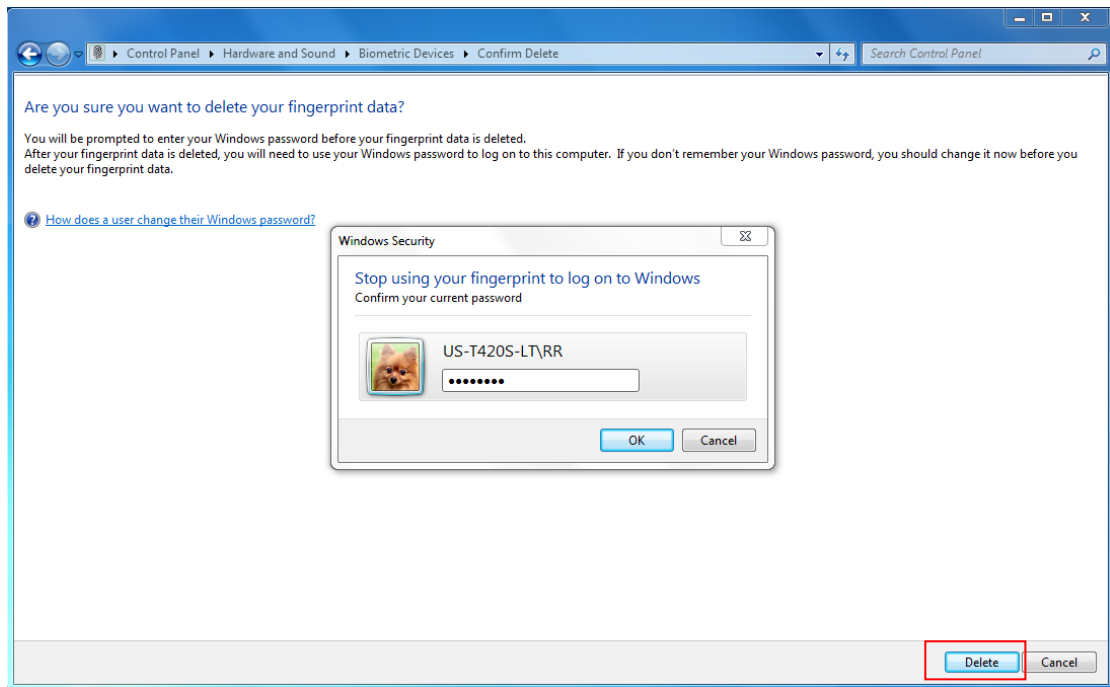 Control Panel Hardware and Sound Biometric Devices Confirm Delete
Search Control Panel
Are you sure you want to delete your fingerprint data?
You will be prompted to enter your Windows password before your fingerprint data is deleted.
After your fingerprint data is deleted, you will need to use your Windows password to log on to this computer.  If you don't remember your Windows password, you should change it now before you
delete your fingerprint data.
How does a user change their Windows password?
Windows Security
Stop using your fingerprint to log on to Windows
Confirm your current password
US-T420S-LT\RR
••••••••
OK Cancel
Delete Cancel